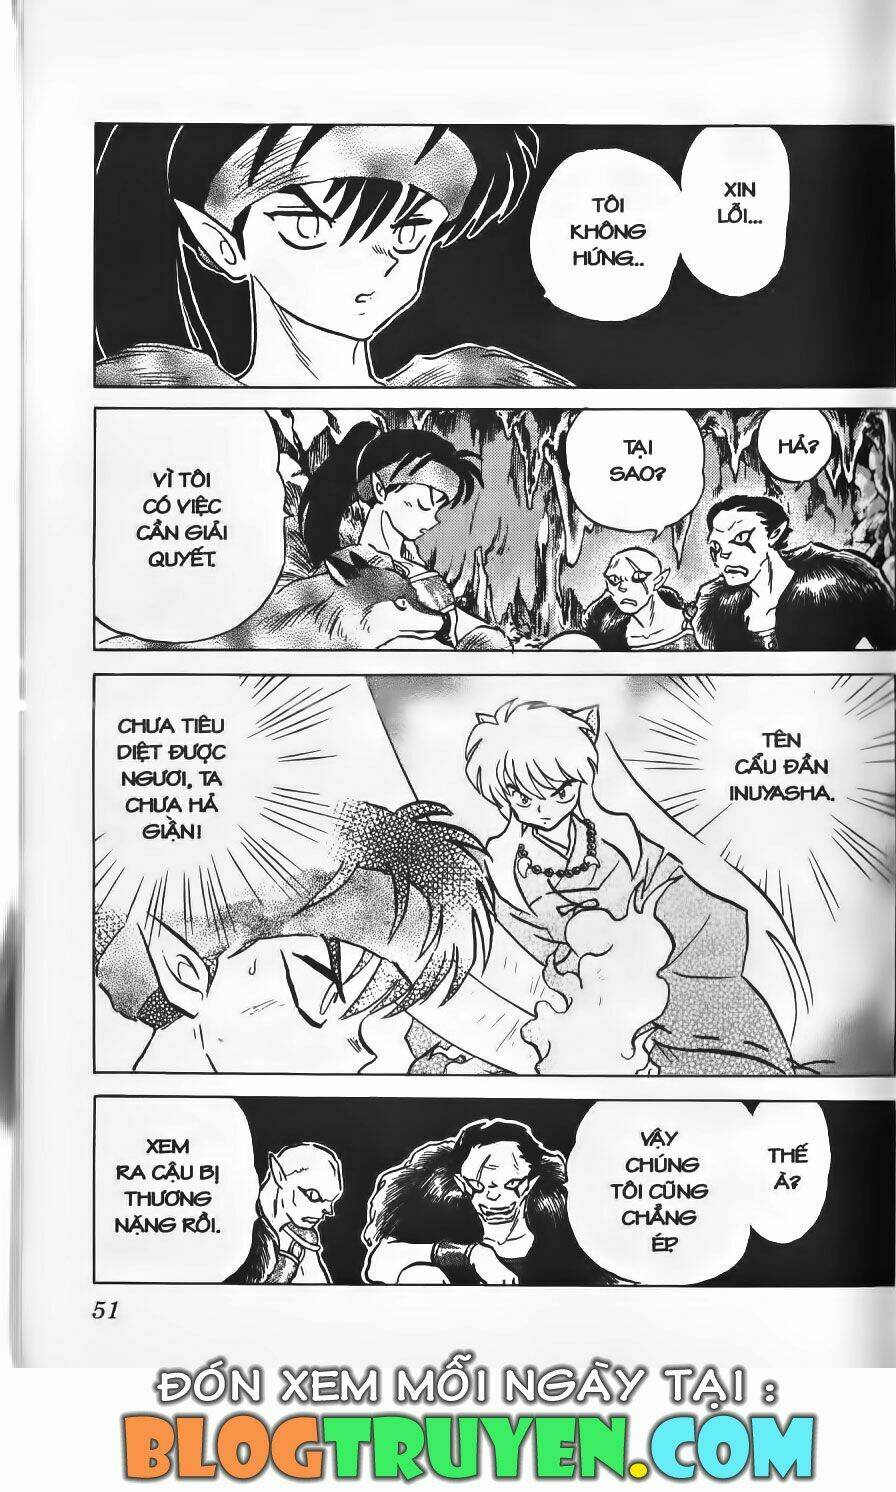 XIN
LỖI...
TÔI
KHÔNG
HỨNG...
HẢ?
TẠI
SAO?
VÌ TÔI
CÓ VIỆC
CẦN GIẢI
QUYẾT.
TÊN
CẨU ĐẦN
INUYASHA.
CHƯA TIÊU
DIỆT ĐƯỢC
NGƯƠI, TA
CHƯA HẢ
GIẬN!
THẾ
À?
VẬY
CHÚNG
TÔI CŨNG
CHẲNG
ÉP.
XEM
RA CẬU BỊ
THƯƠNG
NẶNG RỒI.
51
ĐÓN XEM MỖI NGÀY TẠI :
BLOGTRUYEN.COM